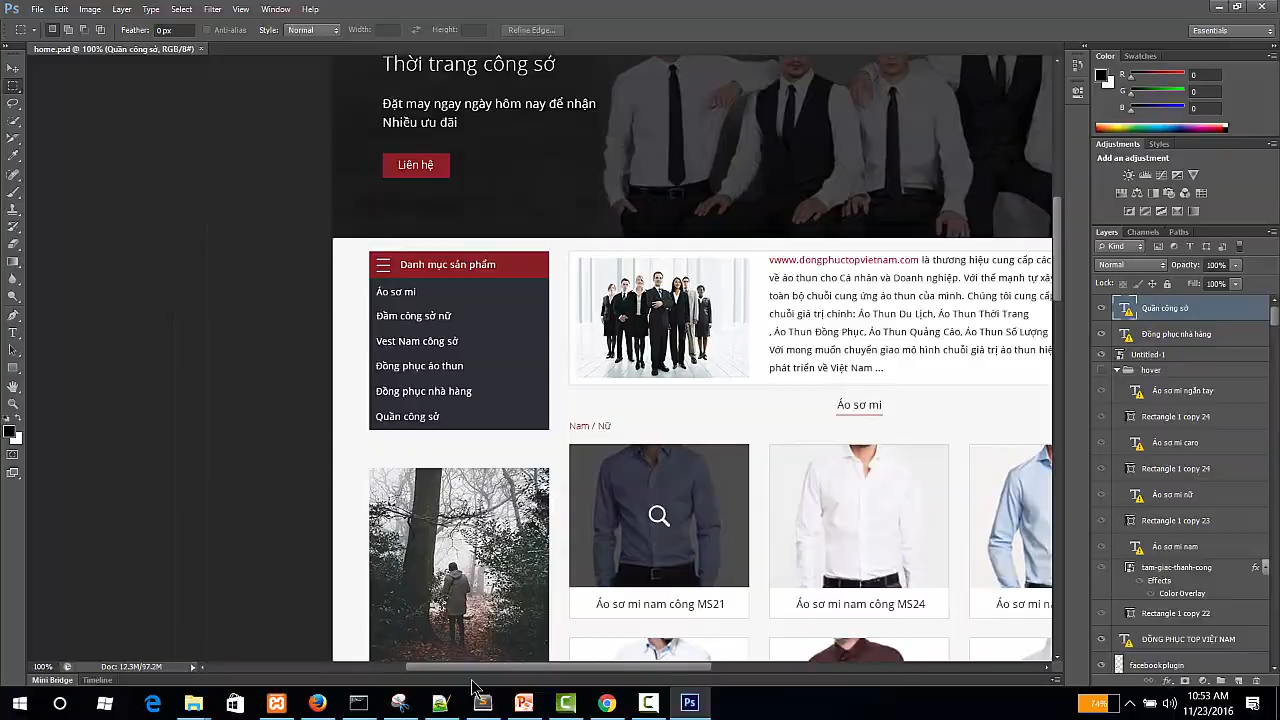 Ps File Edit Image Layer Type Select Filter View Window Help
Feather: 0 px Anti-alias Style: Normal Width: Height: Refine Edge... Essentials
home.psd @ 100% (Quần công sở, RGB/8#)
Thời trang công sở
Đặt may ngay ngày hôm nay để nhận
Nhiều ưu đãi
Liên hệ
Danh mục sản phẩm
Áo sơ mi
Đầm công sở nữ
Vest Nam công sở
Đồng phục áo thun
Đồng phục nhà hàng
Quần công sở
vwww.dongphuctopvietnam.com là thương hiệu cung cấp các
về áo thun cho Cá nhân và Doanh nghiệp. Với thế mạnh tự xây
toàn bộ chuỗi cung ứng áo thun của mình. Chúng tôi cung cấp
chuỗi giá trị chính: Áo Thun Du Lịch, Áo Thun Thời Trang
, Áo Thun Đồng Phục, Áo Thun Quảng Cáo, Áo Thun Số Lượng
Với mong muốn chuyển giao mô hình chuỗi giá trị áo thun hiệ
phát triển về Việt Nam ...
Áo sơ mi
Nam / Nữ
Áo sơ mi nam công MS21
Áo sơ mi nam công MS24
Áo sơ mi n
Color Swatches
R 0
G 0
B 0
Adjustments Styles
Add an adjustment
Layers Channels Paths
Kind
Normal Opacity: 100%
Lock: Fill: 100%
Quần công sở
Đồng phục nhà hàng
Untitled-1
hover
Áo sơ mi ngắn tay
Rectangle 1 copy 24
Áo sơ mi caro
Rectangle 1 copy 24
Áo sơ mi nữ
Rectangle 1 copy 23
Áo sơ mi nam
tam-giac-thanh-cong fx
Effects
Color Overlay
Rectangle 1 copy 22
ĐỒNG PHỤC TOP VIỆT NAM
facebookplugin
100% Doc: 12.3M/97.2M
Mini Bridge Timeline
74%
10:53 AM
11/23/2016